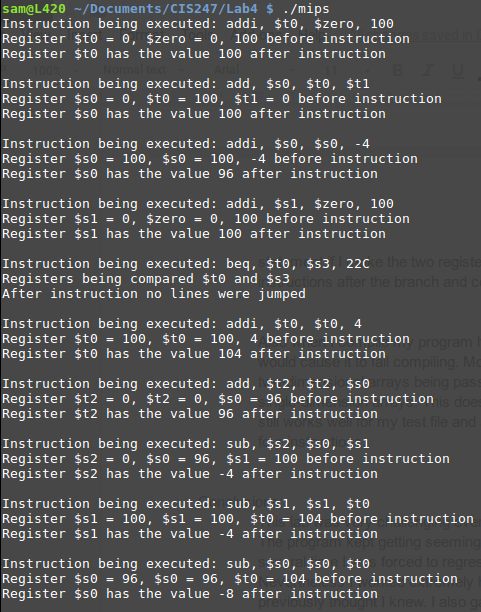 sam@L420 ~/Documents/CIS247/Lab4 $ ./mips
Instruction being executed: addi, $t0, $zero, 100
Register $t0 = 0, $zero = 0, 100 before instruction
Register $t0 has the value 100 after instruction
Instruction being executed: add, $s0, $t0, $t1
Register $s0 = 0, $t0 = 100, $t1 = 0 before instruction
Register $s0 has the value 100 after instruction
Instruction being executed: addi, $s0, $s0, -4
Register $s0 = 100, $s0 = 100, -4 before instruction
Register $s0 has the value 96 after instruction
Instruction being executed: addi, $s1, $zero, 100
Register $s1 = 0, $zero = 0, 100 before instruction
Register $s1 has the value 100 after instruction
Instruction being executed: beq, $t0, $s3, 22C
Registers being compared $t0 and $s3
After instruction no lines were jumped
Instruction being executed: addi, $t0, $t0, 4
Register $t0 = 100, $t0 = 100, 4 before instruction
Register $t0 has the value 104 after instruction
Instruction being executed: add, $t2, $t2, $s0
Register $t2 = 0, $t2 = 0, $s0 = 96 before instruction
Register $t2 has the value 96 after instruction
Instruction being executed: sub, $s2, $s0, $s1
Register $s2 = 0, $s0 = 96, $s1 = 100 before instruction
Register $s2 has the value -4 after instruction
Instruction being executed: sub, $s1, $s1, $t0
Register $s1 = 100, $s1 = 100, $t0 = 104 before instruction
Register $s1 has the value -4 after instruction
Instruction being executed: sub, $s0, $s0, $t0
Register $s0 = 96, $s0 = 96, $t0 = 104 before instruction
Register $s0 has the value -8 after instruction